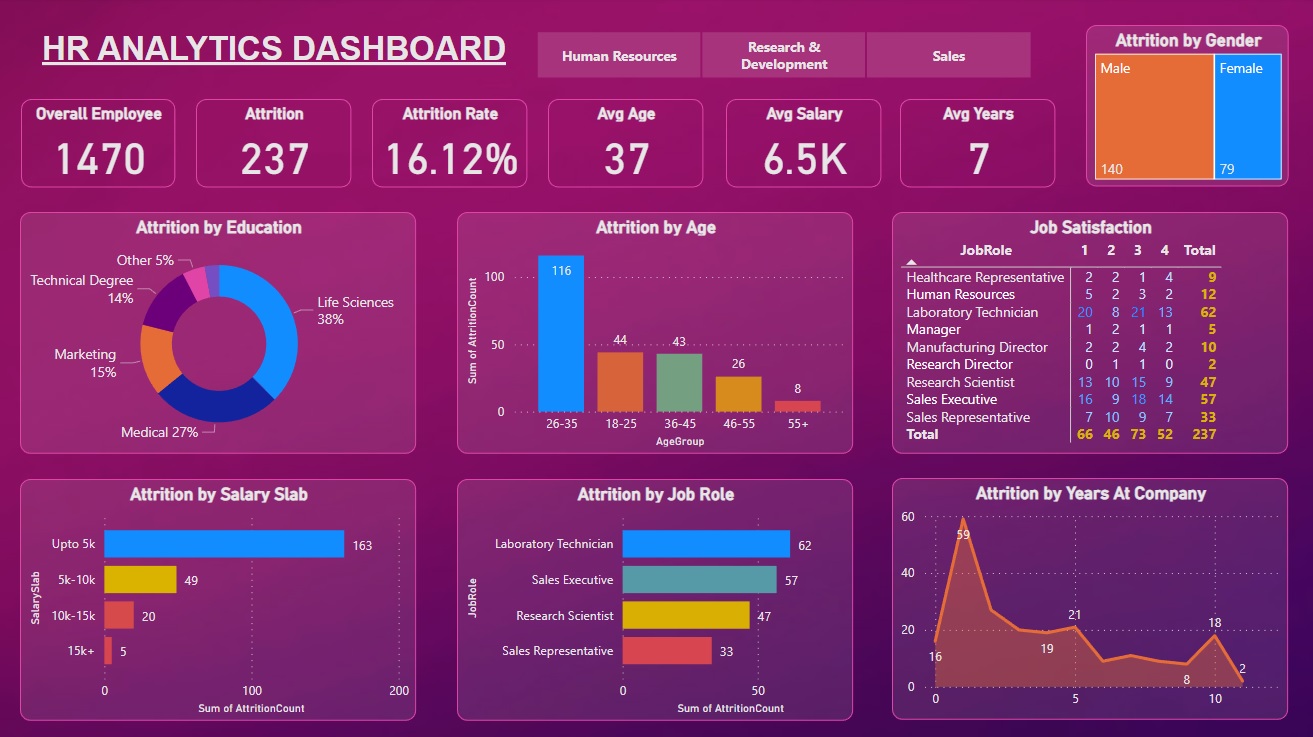 HR ANALYTICS DASHBOARD
Human Resources
Research &
Development
Sales
Attrition by Gender
Male
Female
140
79
Overall Employee
1470
Attrition
237
Attrition Rate
16.12%
Avg Age
37
Avg Salary
6.5K
Avg Years
7
Attrition by Education
Other 5%
Technical Degree
14%
Life Sciences
38%
Marketing
15%
Medical 27%
Attrition by Age
Sum of AttritionCount
100
50
0
116
44
43
26
8
26-35 18-25 36-45 46-55 55+
AgeGroup
Job Satisfaction
JobRole 1 2 3 4 Total
Healthcare Representative 2 2 1 4 9
Human Resources 5 2 3 2 12
Laboratory Technician 20 8 21 13 62
Manager 1 2 1 1 5
Manufacturing Director 2 2 4 2 10
Research Director 0 1 1 0 2
Research Scientist 13 10 15 9 47
Sales Executive 16 9 18 14 57
Sales Representative 7 10 9 7 33
Total 66 46 73 52 237
Attrition by Salary Slab
SalarySlab
Upto 5k 163
5k-10k 49
10k-15k 20
15k+ 5
0 100 200
Sum of AttritionCount
Attrition by Job Role
JobRole
Laboratory Technician 62
Sales Executive 57
Research Scientist 47
Sales Representative 33
0 50
Sum of AttritionCount
Attrition by Years At Company
60
40
20
0
59
16
19
21
8
18
2
0 5 10